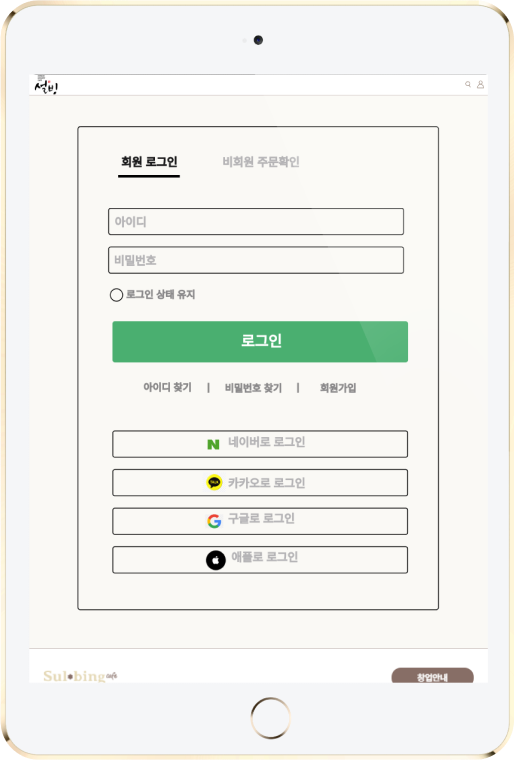 설빙
회원 로그인 비회원 주문확인
아이디
비밀번호
로그인 상태 유지
로그인
아이디 찾기 | 비밀번호 찾기 | 회원가입
N 네이버로 로그인
TALK 카카오로 로그인
G 구글로 로그인
애플로 로그인
Sulbing cafe 창업안내